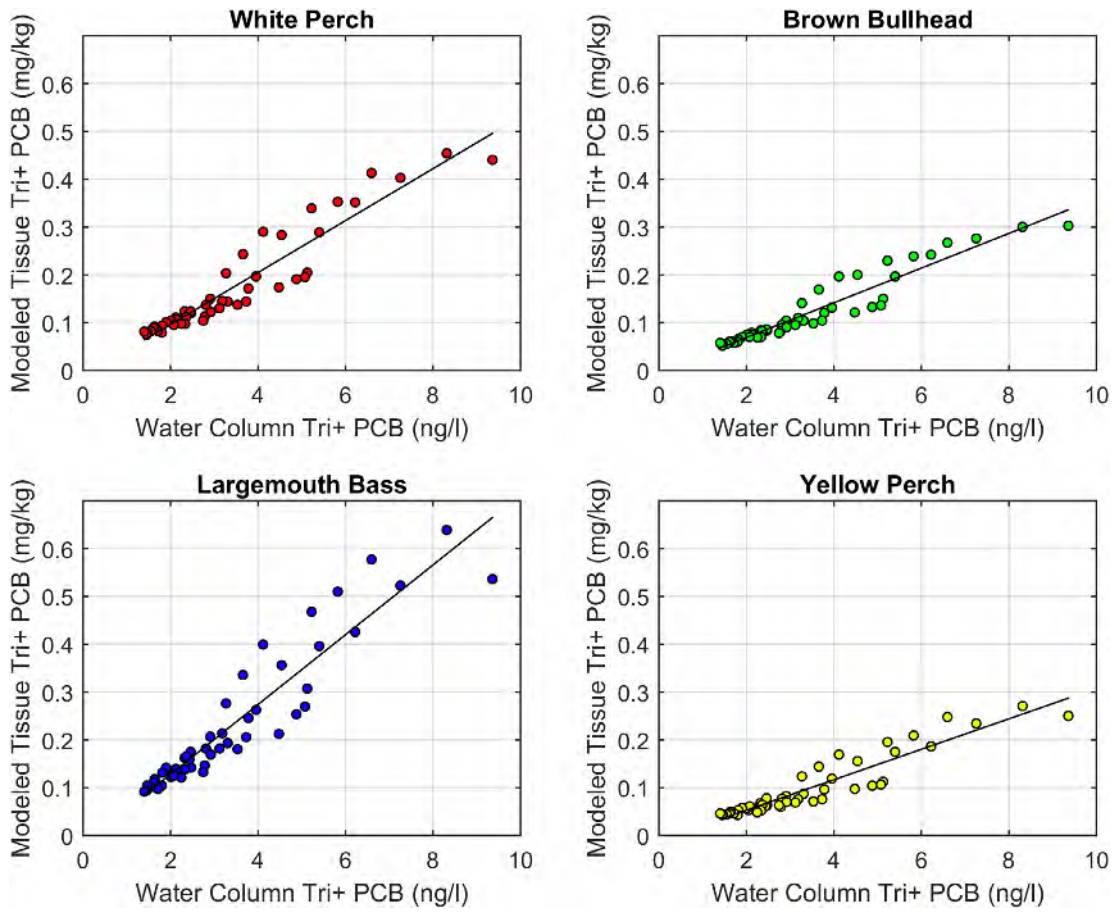 White Perch
Modeled Tissue Tri+ PCB (mg/kg)
0.6
0.5
0.4
0.3
0.2
0.1
0
0 2 4 6 8 10
Water Column Tri+ PCB (ng/l)
Brown Bullhead
Modeled Tissue Tri+ PCB (mg/kg)
0.6
0.5
0.4
0.3
0.2
0.1
0
0 2 4 6 8 10
Water Column Tri+ PCB (ng/l)
Largemouth Bass
Modeled Tissue Tri+ PCB (mg/kg)
0.6
0.5
0.4
0.3
0.2
0.1
0
0 2 4 6 8 10
Water Column Tri+ PCB (ng/l)
Yellow Perch
Modeled Tissue Tri+ PCB (mg/kg)
0.6
0.5
0.4
0.3
0.2
0.1
0
0 2 4 6 8 10
Water Column Tri+ PCB (ng/l)